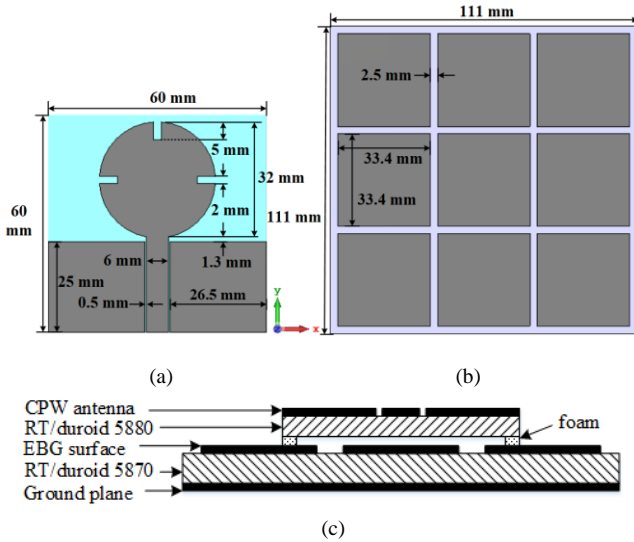 111 mm
60 mm
2.5 mm
5 mm
32 mm
33.4 mm
60
mm
2 mm
111 mm
33.4 mm
6 mm
1.3 mm
25 mm
0.5 mm
26.5 mm
y
x
(a)
(b)
CPW antenna
RT/duroid 5880
foam
EBG surface
RT/duroid 5870
Ground plane
(c)